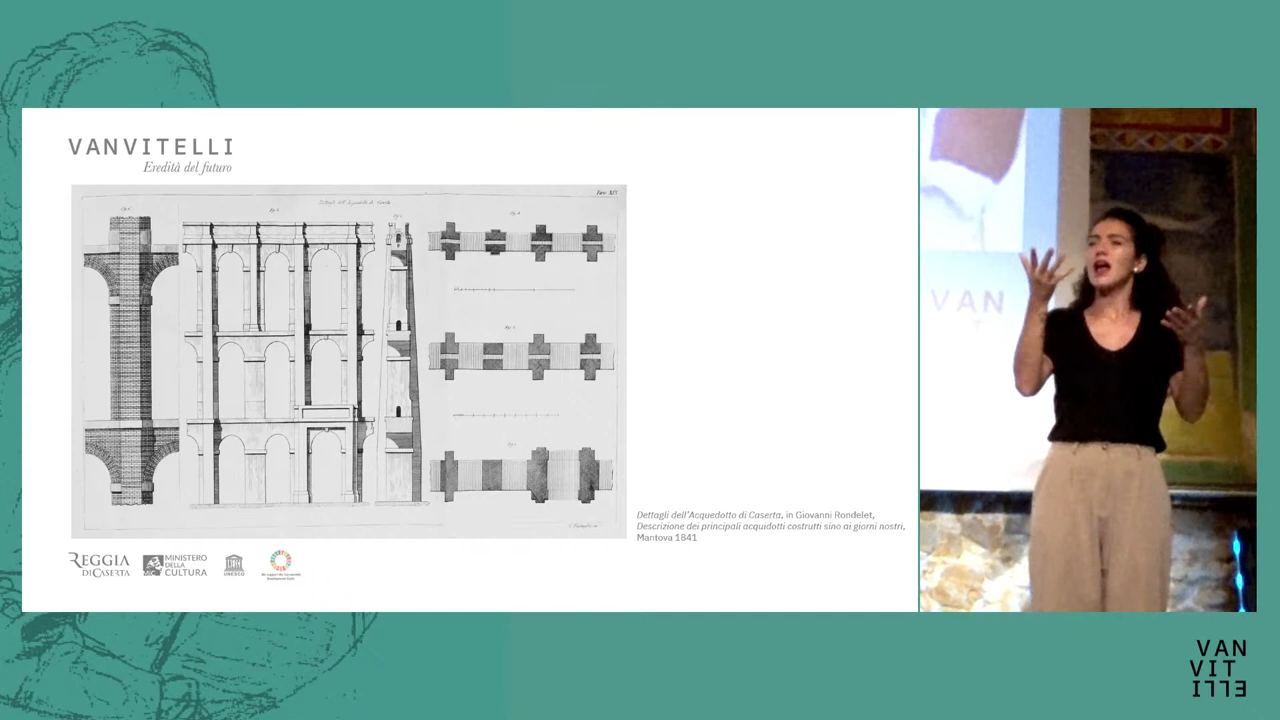 VANVITELLI
Eredità del futuro
Dettagli dell'Acquedotto di Caserta, in Giovanni Rondelet,
Descrizione dei principali acquidotti costrutti sino ai giorni nostri,
Mantova 1841
REGGIA
DI CASERTA
MINISTERO
DELLA
CULTURA
UNESCO
VAN
VAN
VIT
ELLI